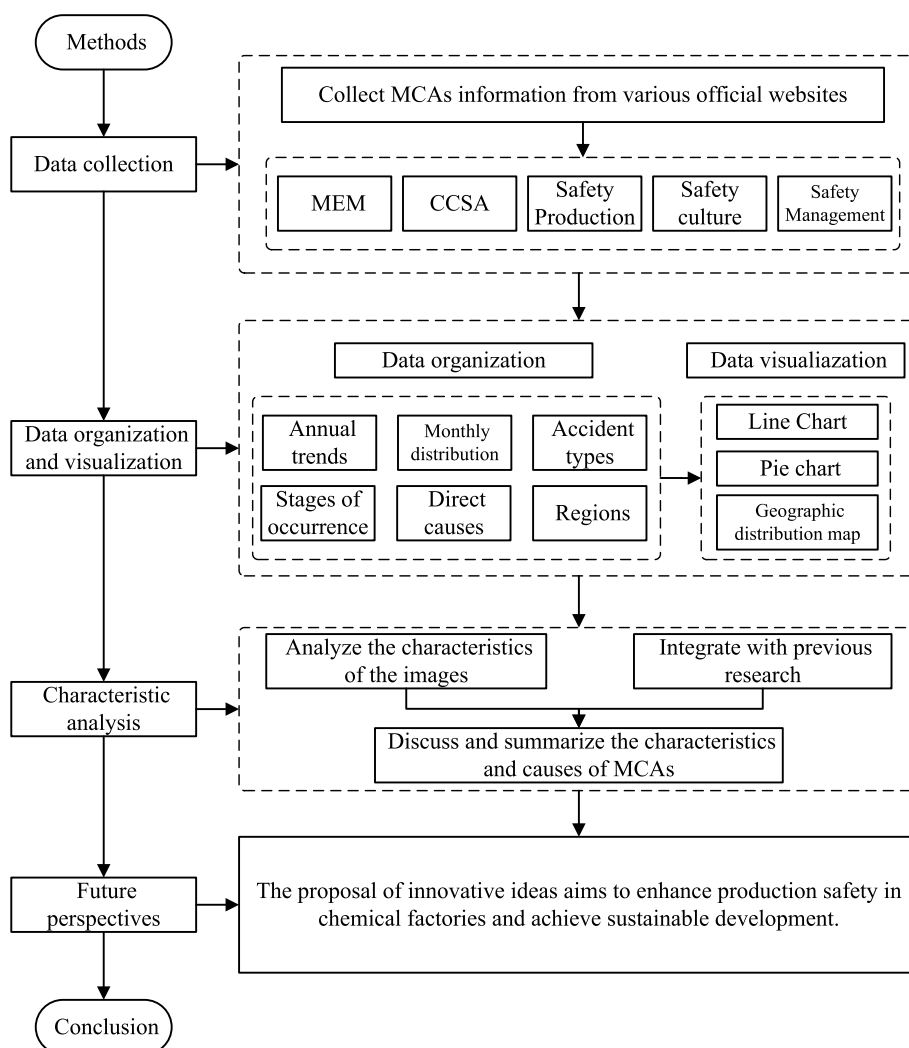 Methods
Collect MCAs information from various official websites
Data collection
MEM
CCSA
Safety
Production
Safety
culture
Safety
Management
Data organization
Data visualiazation
Data organization
and visualization
Annual
trends
Monthly
distribution
Accident
types
Stages of
occurrence
Direct
causes
Regions
Line Chart
Pie chart
Geographic
distribution map
Characteristic
analysis
Analyze the characteristics
of the images
Integrate with previous
research
Discuss and summarize the characteristics
and causes of MCAs
Future
perspectives
The proposal of innovative ideas aims to enhance production safety in
chemical factories and achieve sustainable development.
Conclusion